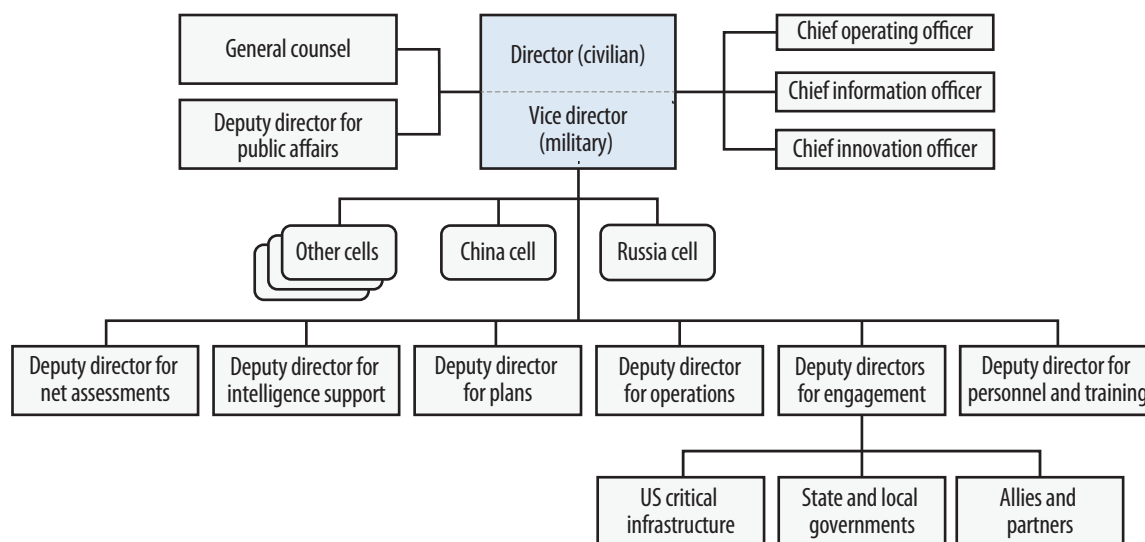 General counsel
Director (civilian)
Chief operating officer
Chief information officer
Deputy director for
public affairs
Vice director
(military)
Chief innovation officer
Other cells
China cell
Russia cell
Deputy director for
net assessments
Deputy director for
intelligence support
Deputy director
for plans
Deputy director
for operations
Deputy directors
for engagement
Deputy director for
personnel and training
US critical
infrastructure
State and local
governments
Allies and
partners